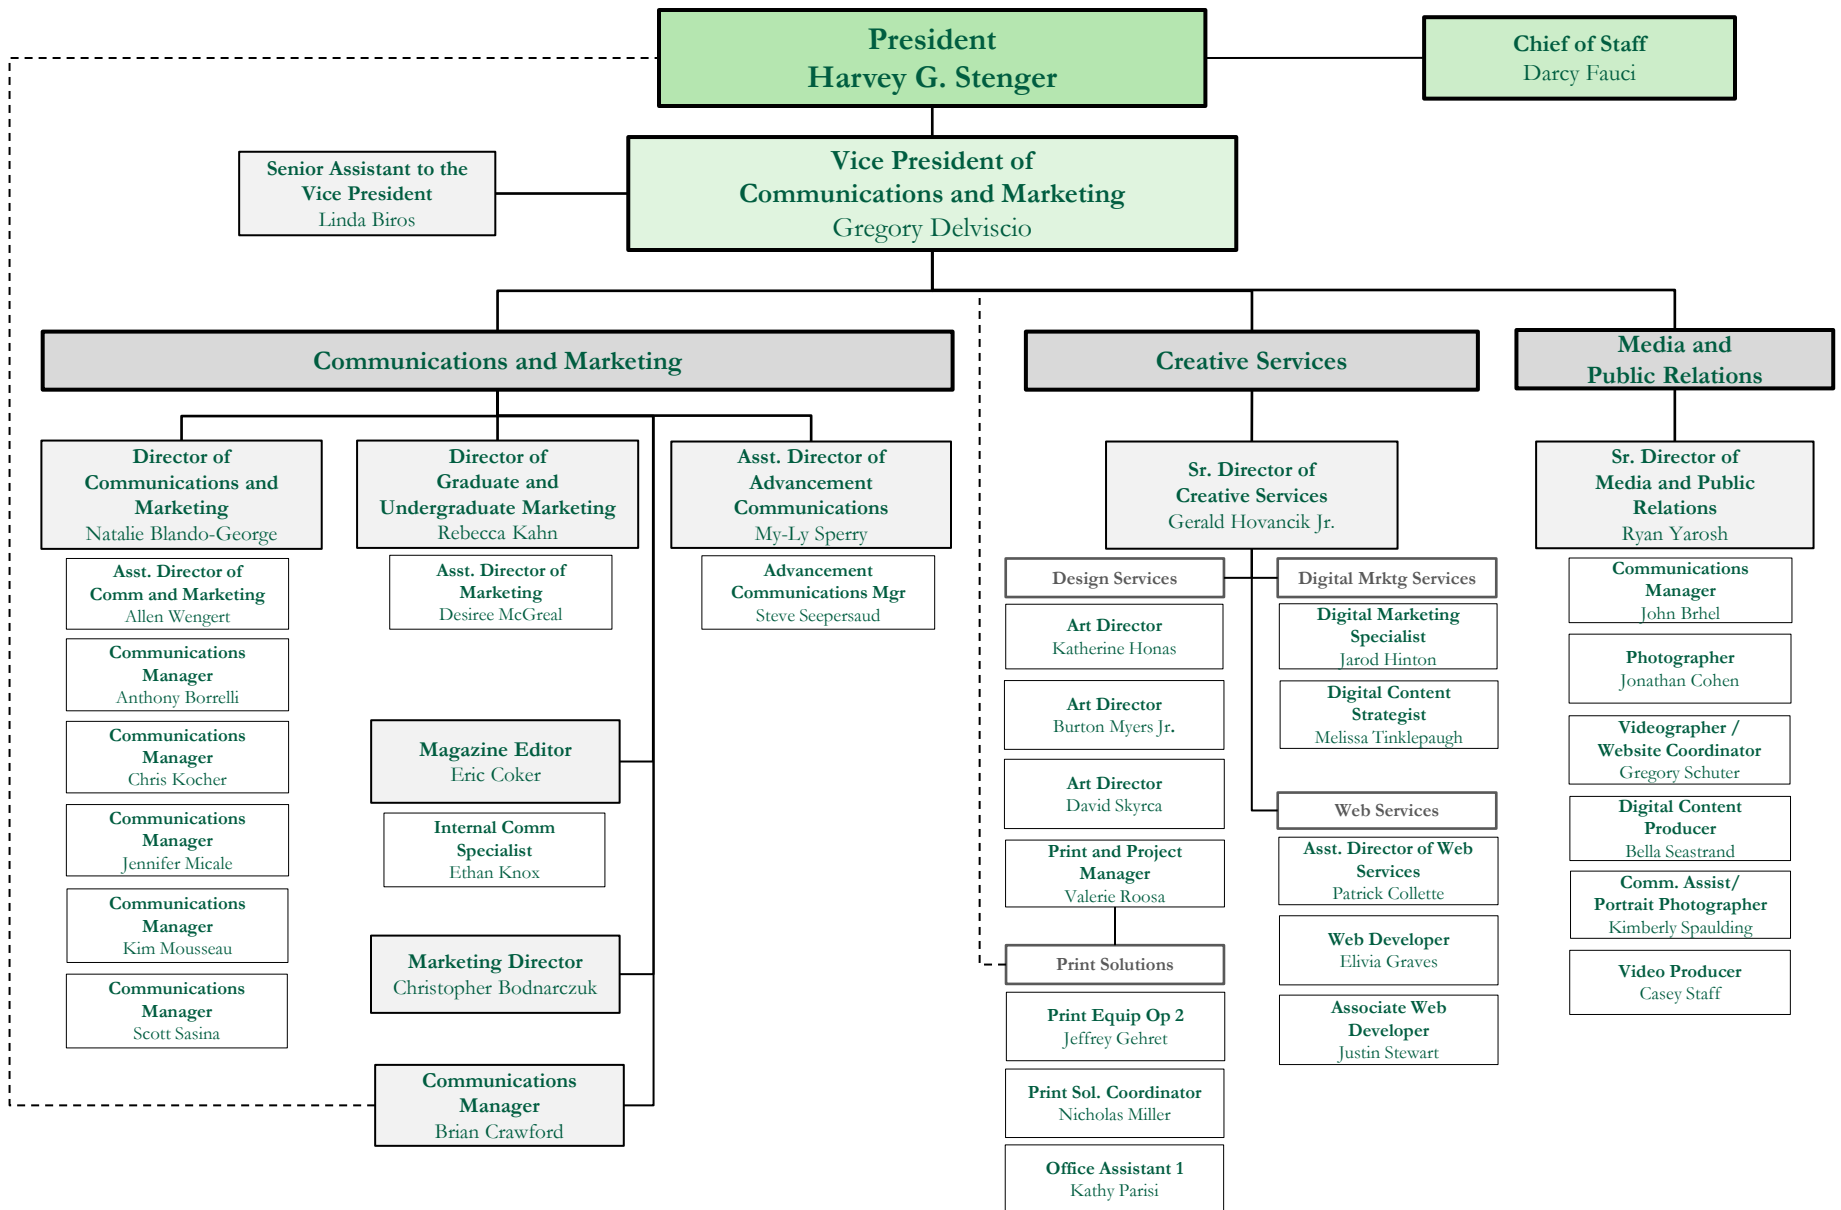 President
Harvey G. Stenger
Chief of Staff
Darcy Fauci
Senior Assistant to the
Vice President
Linda Biros
Vice President of
Communications and Marketing
Gregory Delviscio
Communications and Marketing
Creative Services
Media and
Public Relations
Director of
Communications and
Marketing
Natalie Blando-George
Asst. Director of
Comm and Marketing
Allen Wengert
Communications
Manager
Anthony Borrelli
Communications
Manager
Chris Kocher
Communications
Manager
Jennifer Micale
Communications
Manager
Kim Mousseau
Communications
Manager
Scott Sasina
Director of
Graduate and
Undergraduate Marketing
Rebecca Kahn
Asst. Director of
Marketing
Desiree McGreal
Magazine Editor
Eric Coker
Internal Comm
Specialist
Ethan Knox
Marketing Director
Christopher Bodnarczuk
Communications
Manager
Brian Crawford
Asst. Director of
Advancement
Communications
My-Ly Sperry
Advancement
Communications Mgr
Steve Seepersaud
Sr. Director of
Creative Services
Gerald Hovancik Jr.
Design Services
Art Director
Katherine Honas
Art Director
Burton Myers Jr.
Art Director
David Skyrca
Print and Project
Manager
Valerie Roosa
Print Solutions
Print Equip Op 2
Jeffrey Gehret
Print Sol. Coordinator
Nicholas Miller
Office Assistant 1
Kathy Parisi
Digital Mrktg Services
Digital Marketing
Specialist
Jarod Hinton
Digital Content
Strategist
Melissa Tinklepaugh
Web Services
Asst. Director of Web
Services
Patrick Collette
Web Developer
Elivia Graves
Associate Web
Developer
Justin Stewart
Sr. Director of
Media and Public
Relations
Ryan Yarosh
Communications
Manager
John Brhel
Photographer
Jonathan Cohen
Videographer /
Website Coordinator
Gregory Schuter
Digital Content
Producer
Bella Seastrand
Comm. Assist/
Portrait Photographer
Kimberly Spaulding
Video Producer
Casey Staff